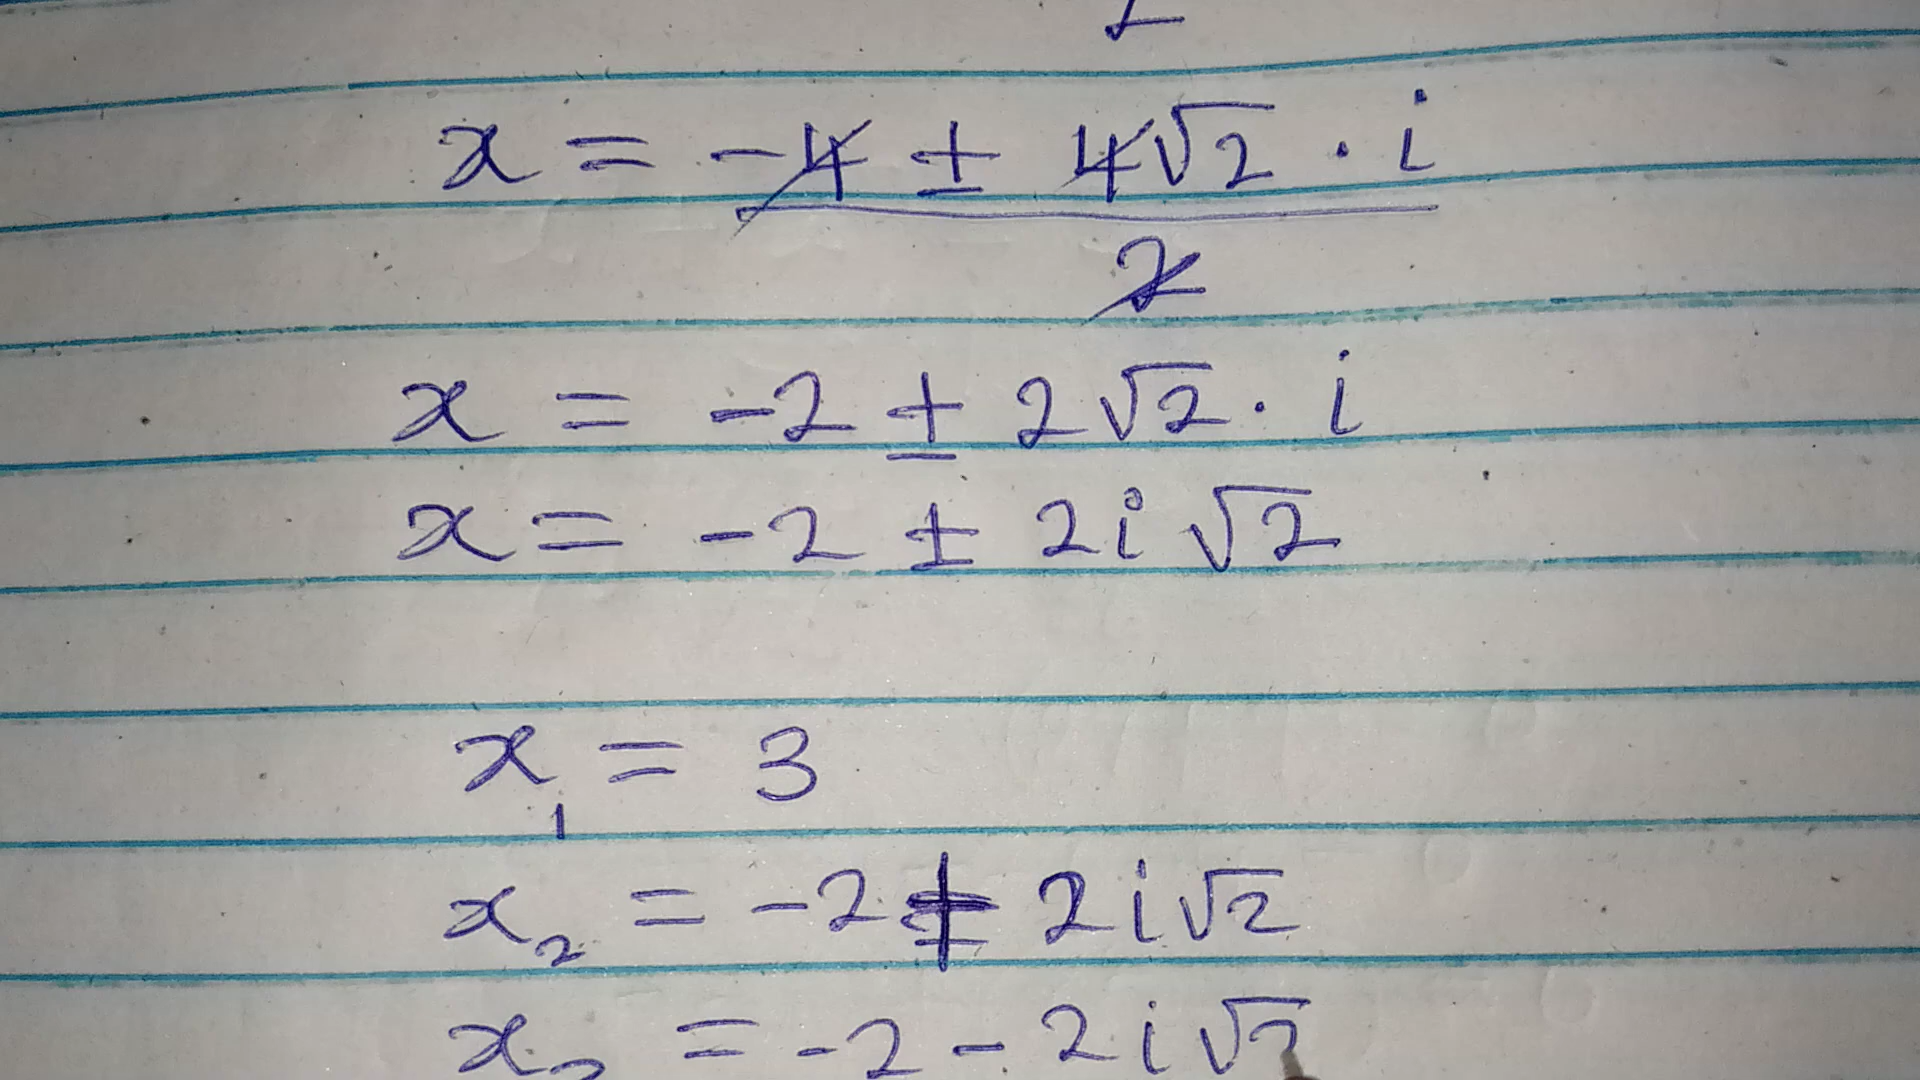 2
x = -4 ± 4√2 · i
2
x = -2 ± 2√2 · i
x = -2 ± 2i√2
x₁ = 3
x₂ = -2 + 2i√2
x₃ = -2 - 2i√2